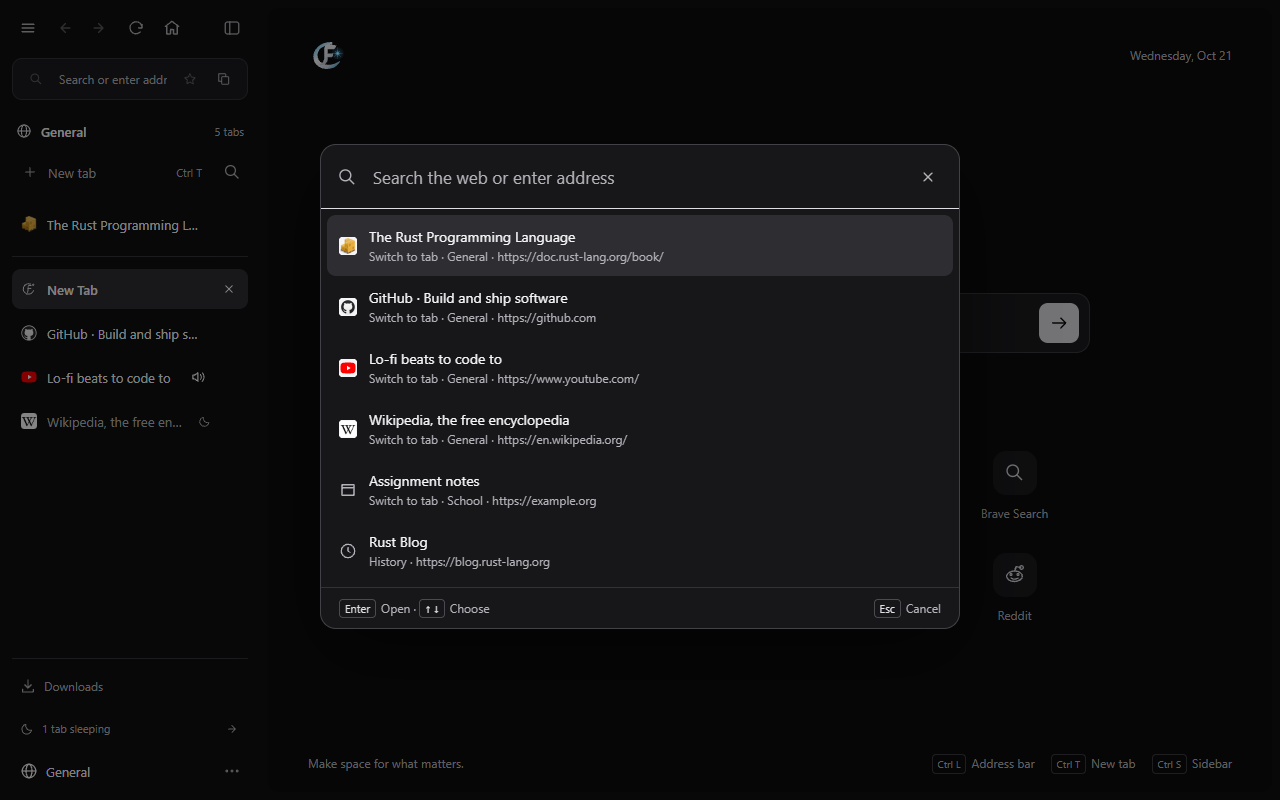 Search or enter addr
General
5 tabs
New tab
Ctrl T
The Rust Programming L...
New Tab
GitHub · Build and ship s...
Lo-fi beats to code to
Wikipedia, the free en...
Downloads
1 tab sleeping
General
Wednesday, Oct 21
Search the web or enter address
The Rust Programming Language
Switch to tab · General · https://doc.rust-lang.org/book/
GitHub · Build and ship software
Switch to tab · General · https://github.com
Lo-fi beats to code to
Switch to tab · General · https://www.youtube.com/
Wikipedia, the free encyclopedia
Switch to tab · General · https://en.wikipedia.org/
Assignment notes
Switch to tab · School · https://example.org
Rust Blog
History · https://blog.rust-lang.org
Enter Open · ↑↓ Choose
Esc Cancel
Brave Search
Reddit
Make space for what matters.
Ctrl L Address bar
Ctrl T New tab
Ctrl S Sidebar